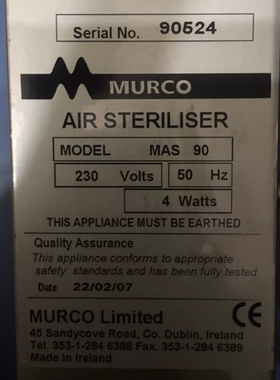 Serial No. 90524
MURCO
AIR STERILISER
MODEL MAS 90
230 Volts 50 Hz
4 Watts
THIS APPLIANCE MUST BE EARTHED
Quality Assurance
This appliance conforms to appropriate
safety standards and has been fully tested
Date 22/02/07
MURCO Limited CE
45 Sandycove Road, Co. Dublin, Ireland
Tel. 353-1-284 6388 Fax. 353-1-284 6389
Made in Ireland